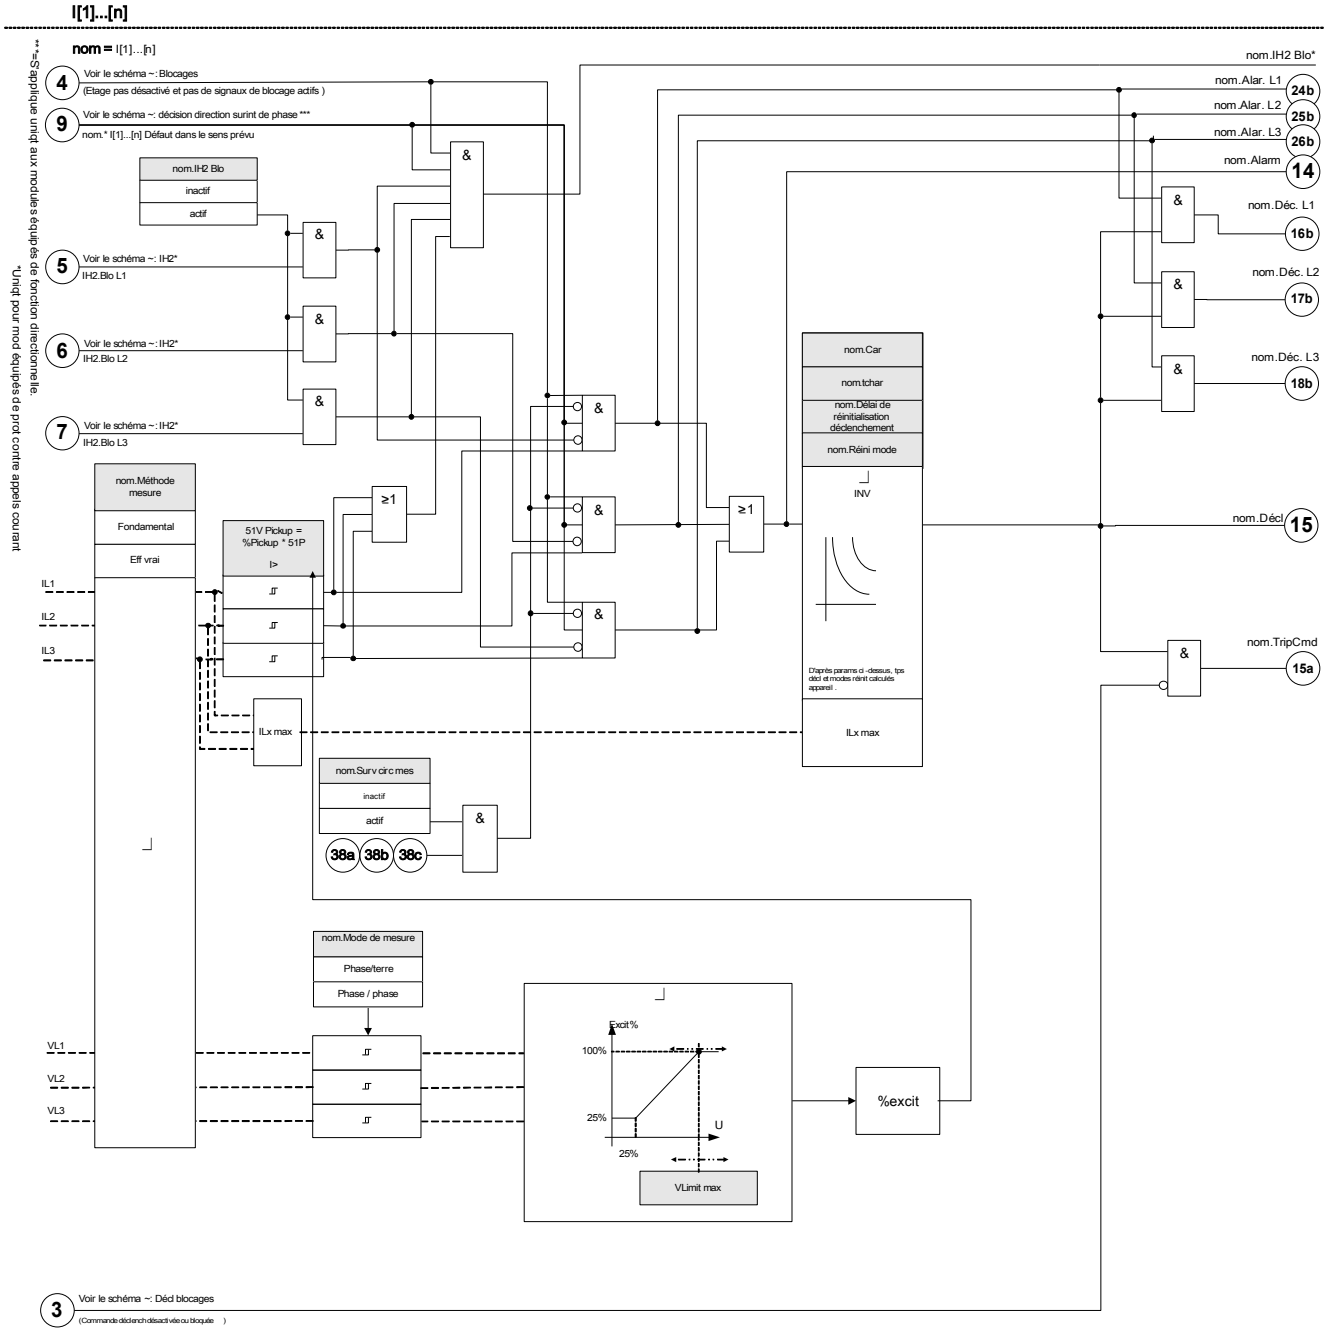 I[1]...[n]
nom = I[1]...[n]
***=S'applique uniqt aux modules équipés de fonction directionnelle.
*Uniqt pour mod équipés de prot contre appels courant
4
Voir le schéma ~: Blocages
(Etage pas désactivé et pas de signaux de blocage actifs )
9
Voir le schéma ~: décision direction surint de phase ***
nom.* I[1]...[n] Défaut dans le sens prévu
nom.IH2 Blo
inactif
actif
&
&
5
Voir le schéma ~: IH2*
IH2.Blo L1
&
6
Voir le schéma ~: IH2*
IH2.Blo L2
&
7
Voir le schéma ~: IH2*
IH2.Blo L3
nom.IH2 Blo*
nom.Alar. L1
24b
nom.Alar. L2
25b
nom.Alar. L3
26b
nom.Alarm
14
&
nom.Déc. L1
16b
&
nom.Déc. L2
17b
&
nom.Déc. L3
18b
nom.Méthode
mesure
Fondamental
Eff vrai
51V Pickup =
%Pickup * 51P
I>
≥1
&
&
&
≥1
nom.Car
nom.tchar
nom.Délai de
réinitialisation
déclenchement
nom.Réini mode
INV
D'après params ci -dessus, tps
décl et modes réinit calculés
appareil .
ILx max
nom.Décl
15
&
nom.TripCmd
15a
IL1
IL2
IL3
ILx max
nom.Surv circ mes
inactif
actif
&
38a
38b
38c
nom.Mode de mesure
Phase/terre
Phase / phase
VL1
VL2
VL3
Excit%
100%
25%
U
25%
VLimit max
%excit
3
Voir le schéma ~: Décl blocages
(Commande déclench désactivée ou bloquée )